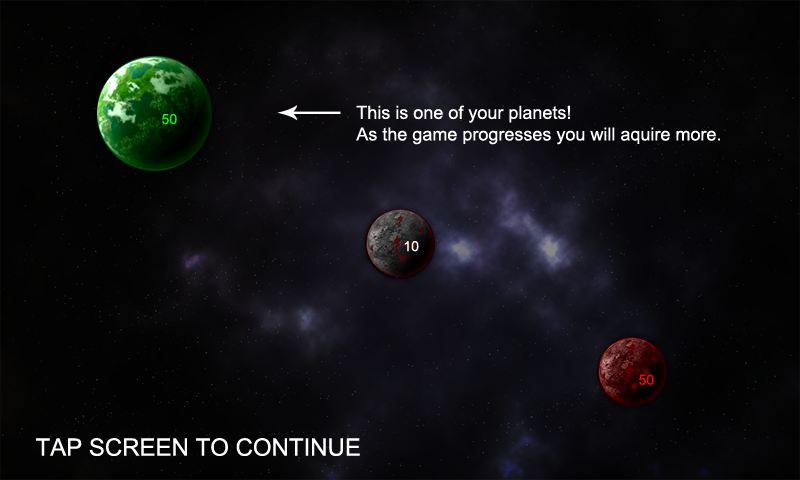 50
This is one of your planets!
As the game progresses you will aquire more.
10
50
TAP SCREEN TO CONTINUE